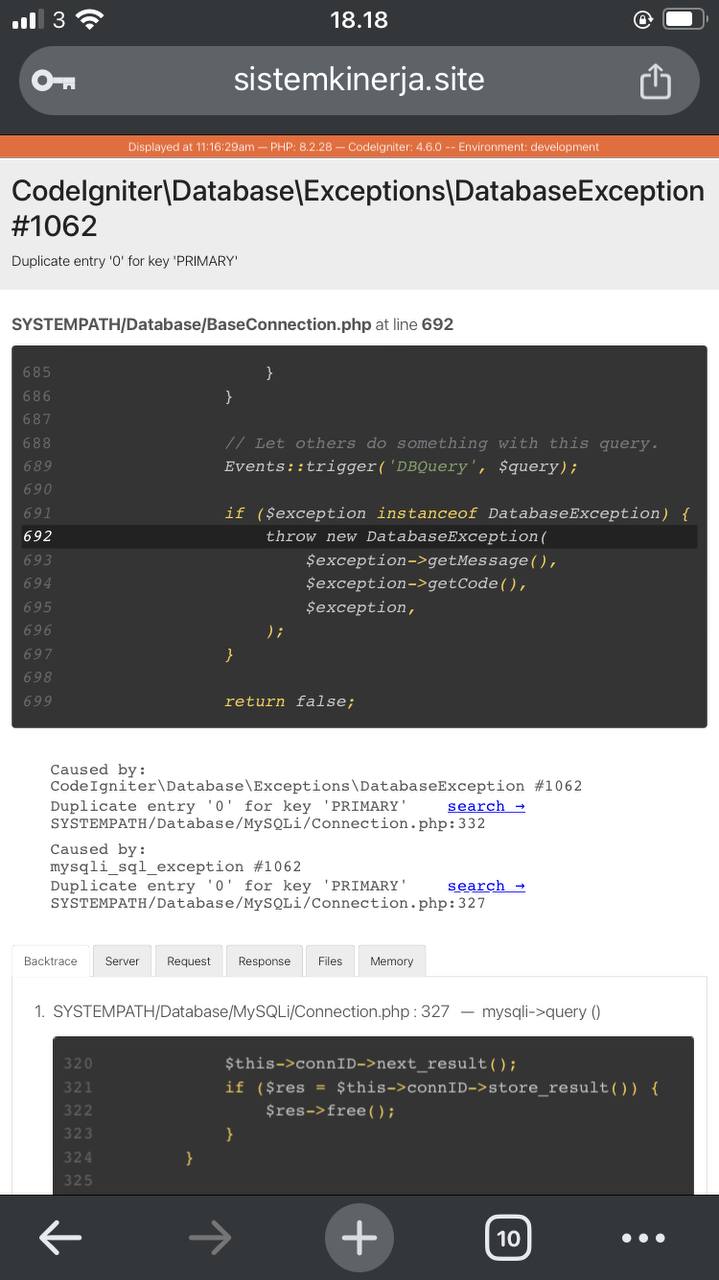 3
18.18
sistemkinerja.site
Displayed at 11:16:29am — PHP: 8.2.28 — CodeIgniter: 4.6.0 -- Environment: development
CodeIgniter\Database\Exceptions\DatabaseException
#1062
Duplicate entry '0' for key 'PRIMARY'
SYSTEMPATH/Database/BaseConnection.php at line 692
685 }
686 }
687
688 // Let others do something with this query.
689 Events::trigger('DBQuery', $query);
690
691 if ($exception instanceof DatabaseException) {
692 throw new DatabaseException(
693 $exception->getMessage(),
694 $exception->getCode(),
695 $exception,
696 );
697 }
698
699 return false;
Caused by:
CodeIgniter\Database\Exceptions\DatabaseException #1062
Duplicate entry '0' for key 'PRIMARY' search →
SYSTEMPATH/Database/MySQLi/Connection.php:332
Caused by:
mysqli_sql_exception #1062
Duplicate entry '0' for key 'PRIMARY' search →
SYSTEMPATH/Database/MySQLi/Connection.php:327
Backtrace Server Request Response Files Memory
1. SYSTEMPATH/Database/MySQLi/Connection.php : 327 — mysqli->query ()
320 $this->connID->next_result();
321 if ($res = $this->connID->store_result()) {
322 $res->free();
323 }
324 }
325
10